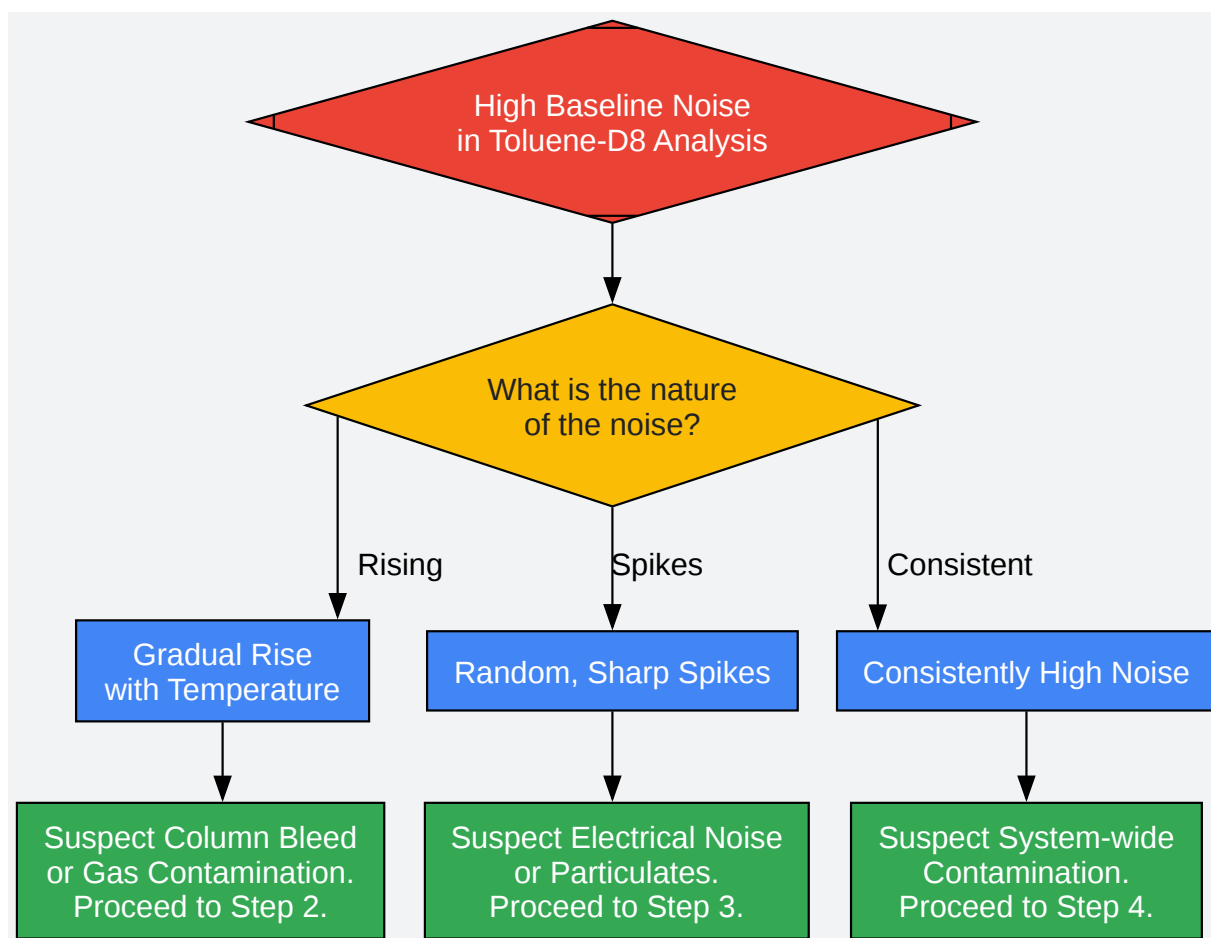 High Baseline Noise
in Toluene-D8 Analysis
What is the nature
of the noise?
Rising
Spikes
Consistent
Gradual Rise
with Temperature
Random, Sharp Spikes
Consistently High Noise
Suspect Column Bleed
or Gas Contamination.
Proceed to Step 2.
Suspect Electrical Noise
or Particulates.
Proceed to Step 3.
Suspect System-wide
Contamination.
Proceed to Step 4.